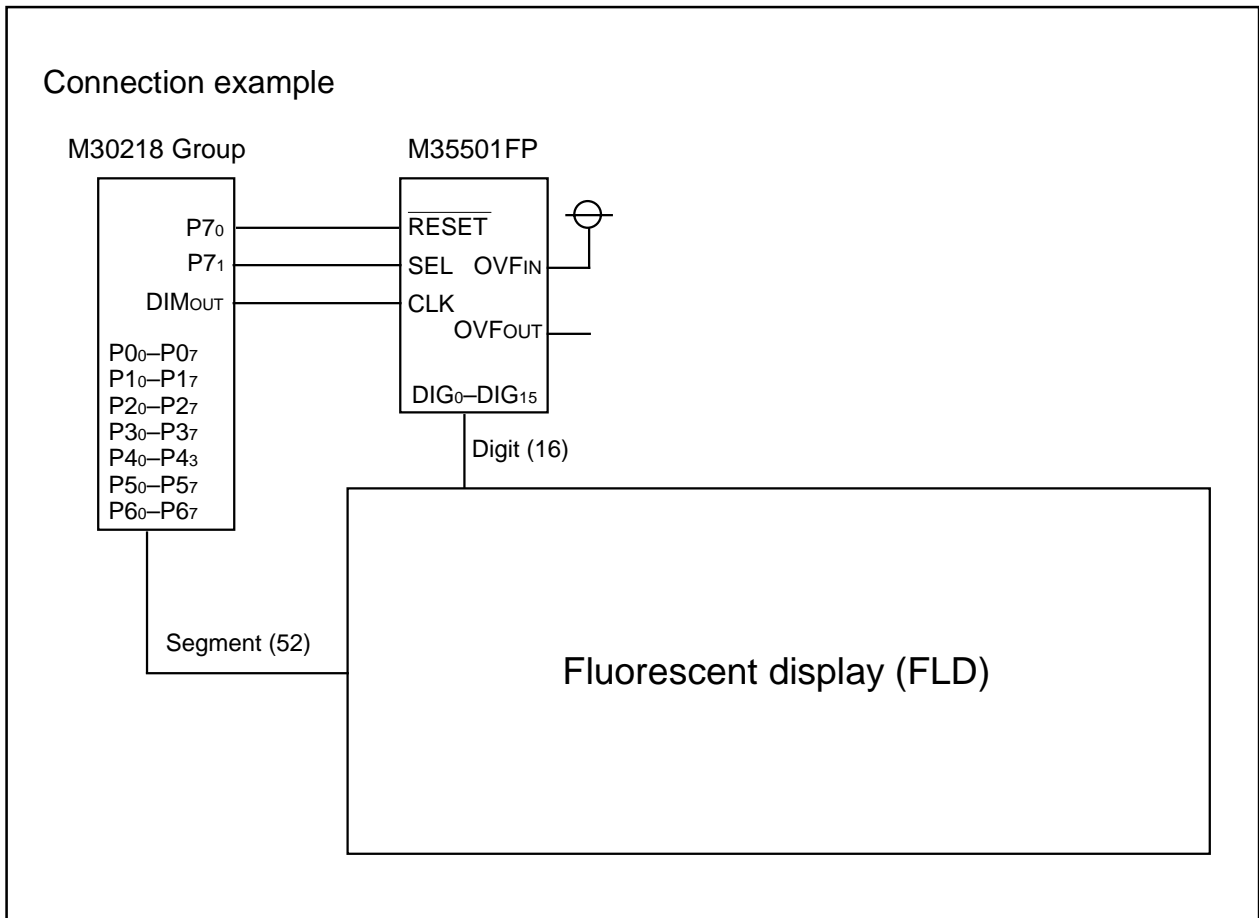 Connection example
M30218 Group
M35501FP
P70
P71
DIMOUT
P00–P07
P10–P17
P20–P27
P30–P37
P40–P43
P50–P57
P60–P67
RESET
SEL
OVFIN
CLK
OVFOUT
DIG0–DIG15
Digit (16)
Segment (52)
Fluorescent display (FLD)